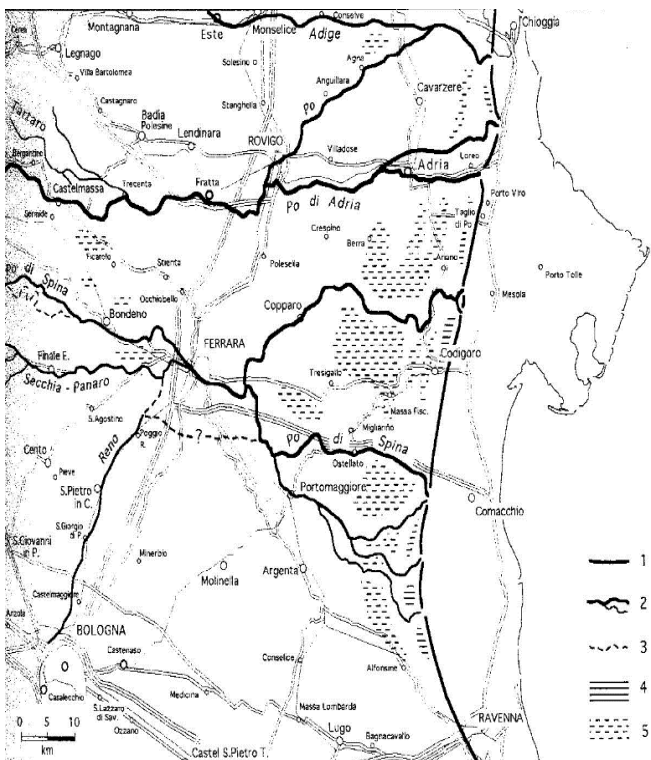 Montagnana
Conselve
Chioggia
Este
Monselice
Adige
Cerea
Legnago
Solesino
Agna
Villa Bartolomea
Anguillara
Cavarzere
Castagnaro
Stanghella
Po
Tartaro
Badia
Polesine
Lendinara
ROVIGO
Villadose
Bergantino
Adria
Loreo
Castelmassa
Trecenta
Fratta
Porto Viro
Sermide
Po di Adria
Taglio
di Po
Crespino
Berra
Ficarolo
Stienta
Polesella
Ariano
Porto Tolle
Po di Spina
Occhiobello
Mesola
Bondeno
Copparo
FERRARA
Codigoro
Finale E.
Tresigallo
Secchia - Panaro
Massa Fisc.
S.Agostino
Migliarino
Poggio
R.
?
Po di Spina
Cento
Reno
Ostellato
Pieve
Portomaggiore
S.Pietro
in C.
Comacchio
S.Giorgio
di P.
S.Giovanni
in P.
Minerbio
Molinella
Argenta
1
Castelmaggiore
2
Anzola
BOLOGNA
3
Castenaso
Conselice
Alfonsine
4
Casalecchio
Medicina
S.Lazzaro
di Sav.
Massa Lombarda
RAVENNA
5
0 5 10
km
Ozzano
Lugo
Bagnacavallo
Castel S.Pietro T.